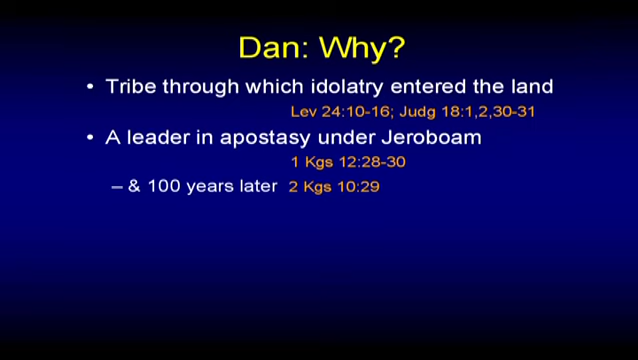 Dan: Why?
• Tribe through which idolatry entered the land
Lev 24:10-16; Judg 18:1,2,30-31
• A leader in apostasy under Jeroboam
1 Kgs 12:28-30
– & 100 years later 2 Kgs 10:29